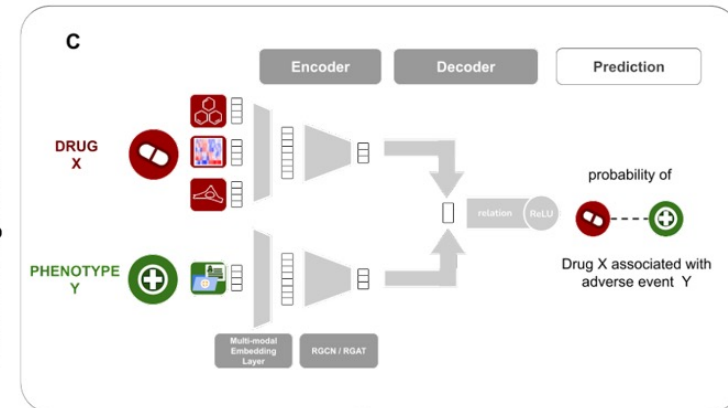 C
Encoder
Decoder
Prediction
DRUG
X
PHENOTYPE
Y
relation
ReLU
probability of
Drug X associated with
adverse event Y
Multi-modal
Embedding
Layer
RGCN / RGAT